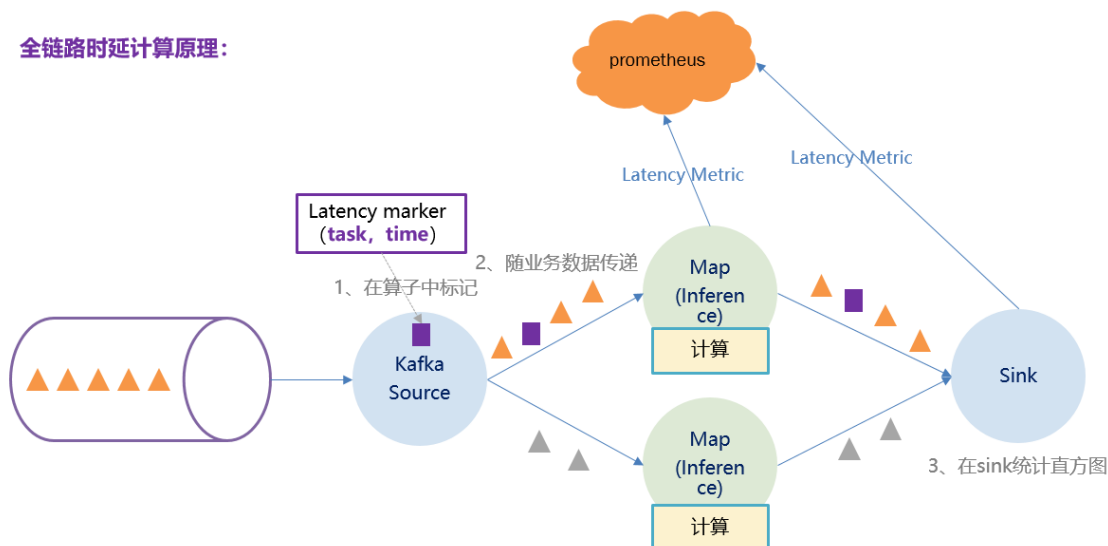 全链路时延计算原理：
prometheus
Latency Metric
Latency Metric
Latency marker
（task，time）
1、在算子中标记
2、随业务数据传递
Kafka
Source
Map
(Inferen
ce)
计算
Map
(Inferen
ce)
计算
Sink
3、在sink统计直方图